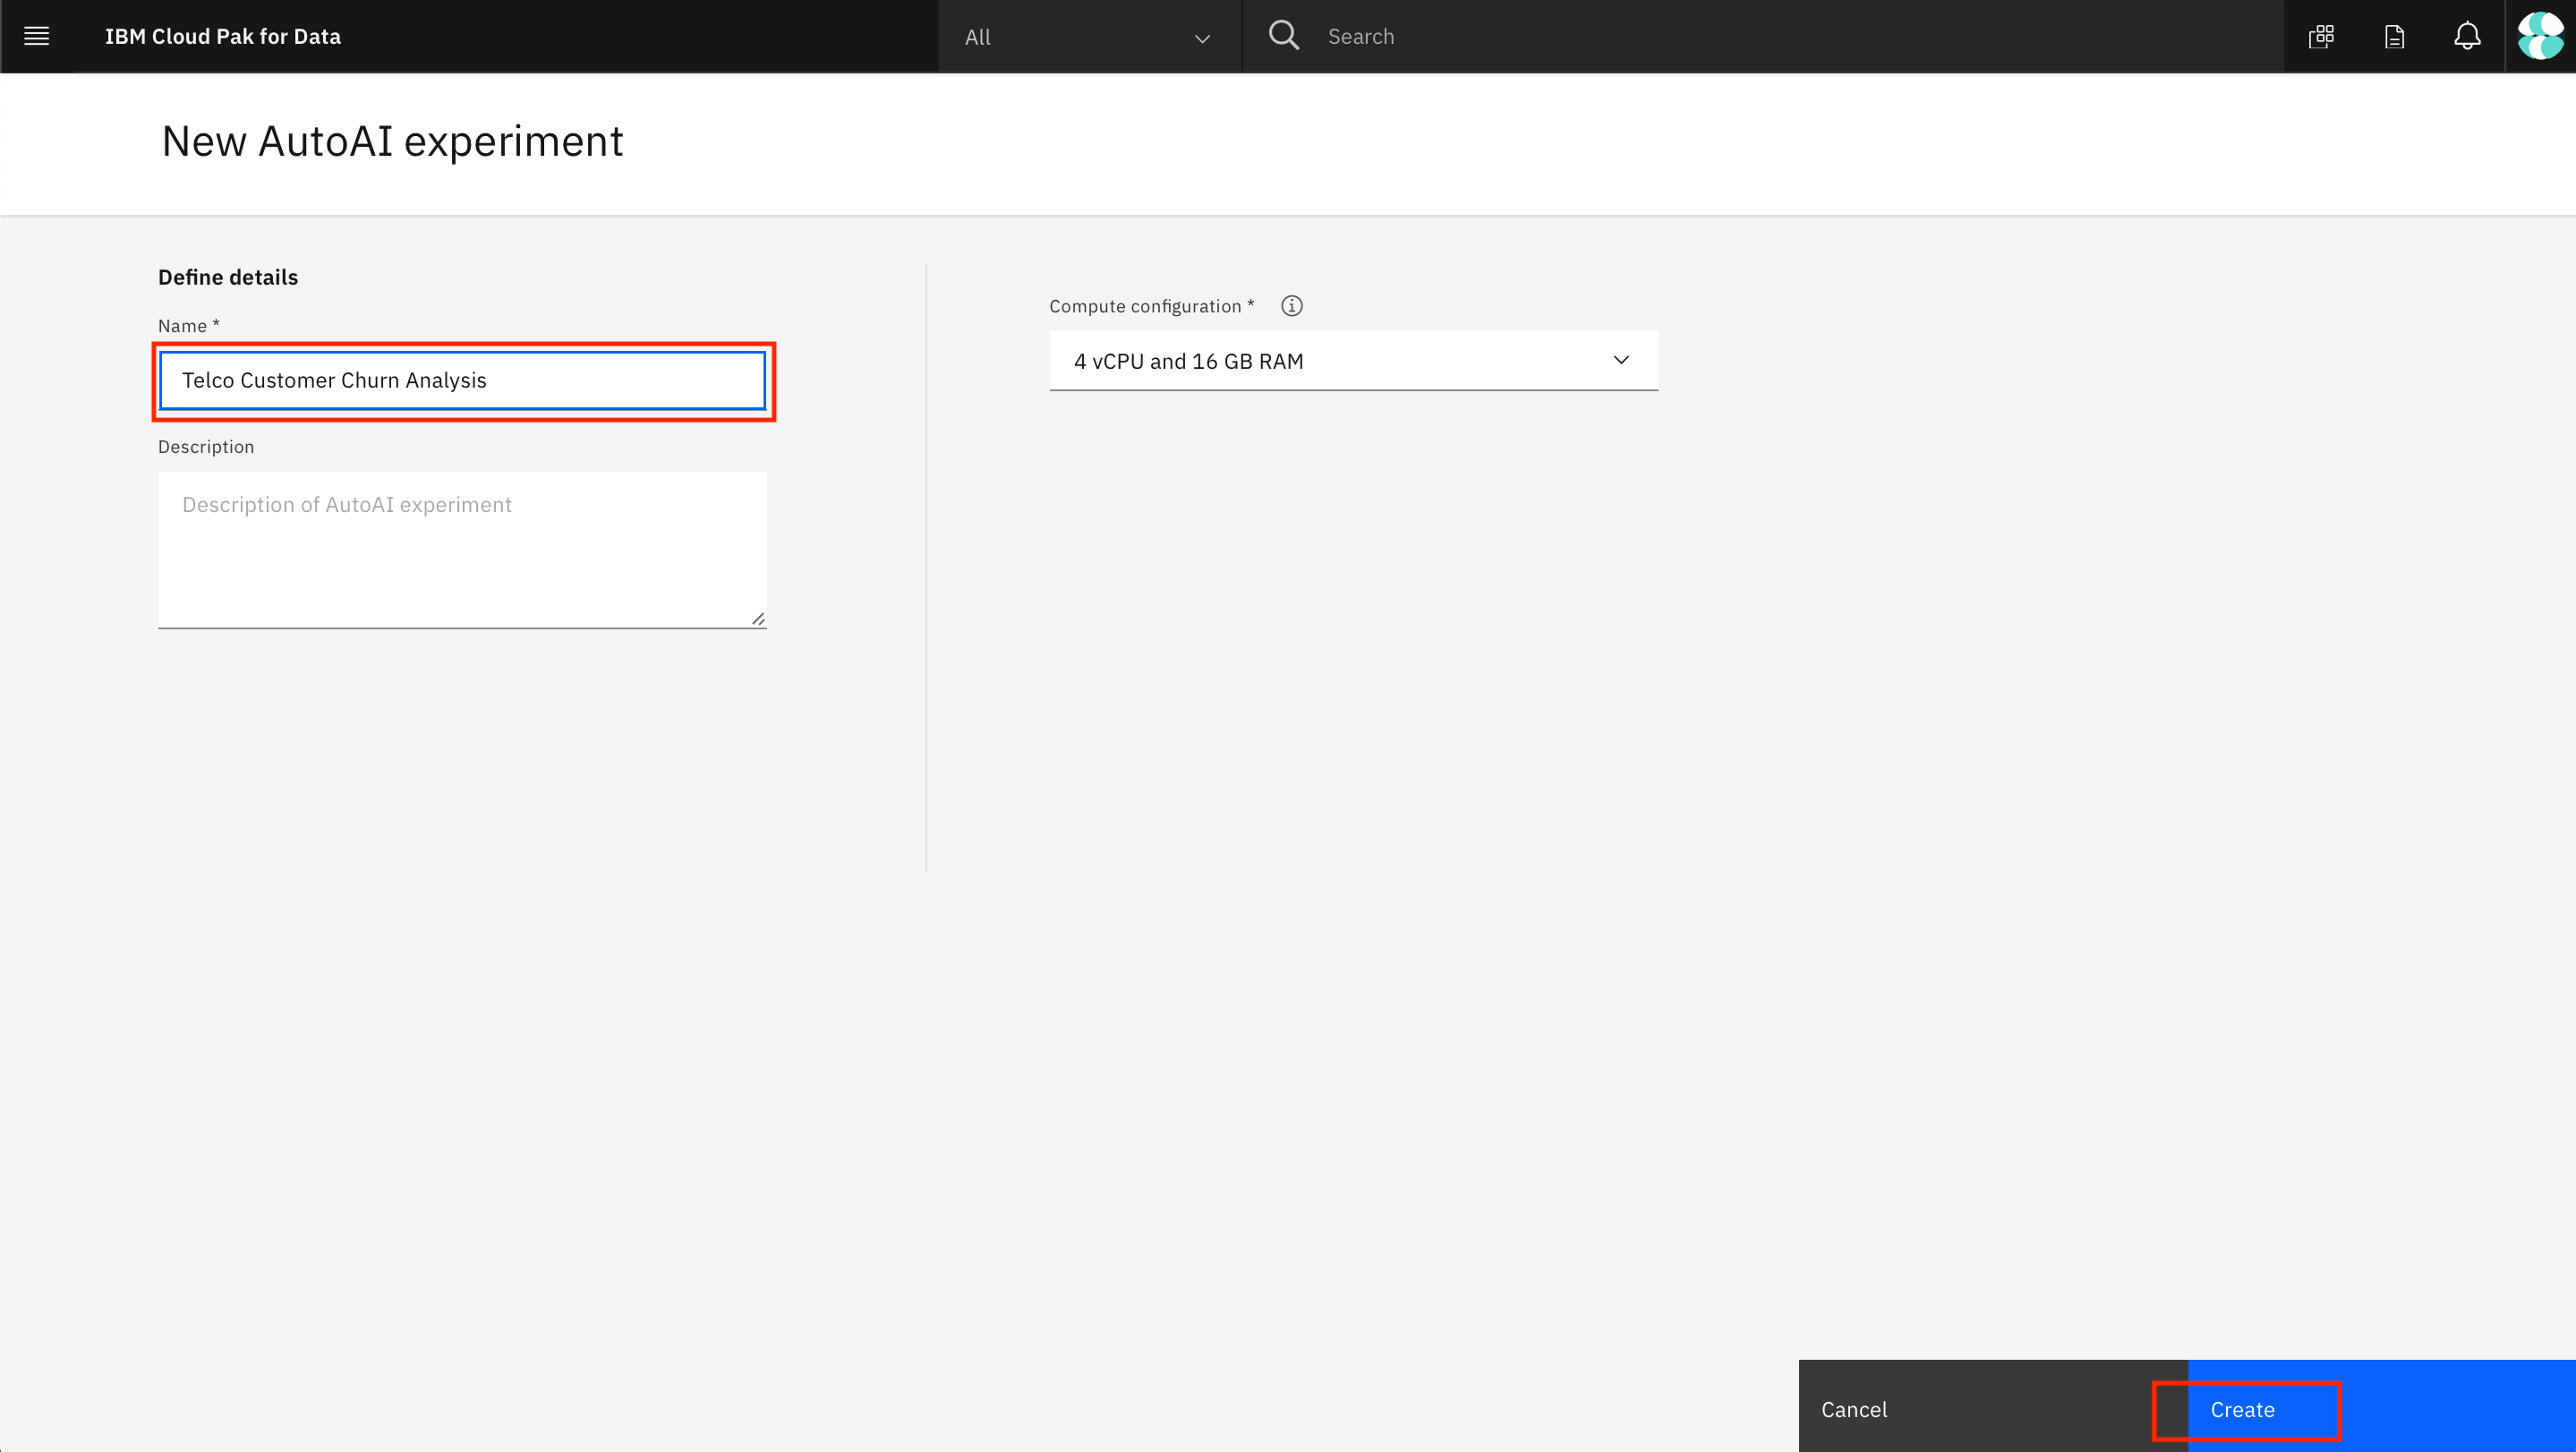 IBM Cloud Pak for Data
All
Search
New AutoAI experiment
Define details
Name *
Telco Customer Churn Analysis
Description
Description of AutoAI experiment
Compute configuration *
4 vCPU and 16 GB RAM
Cancel
Create